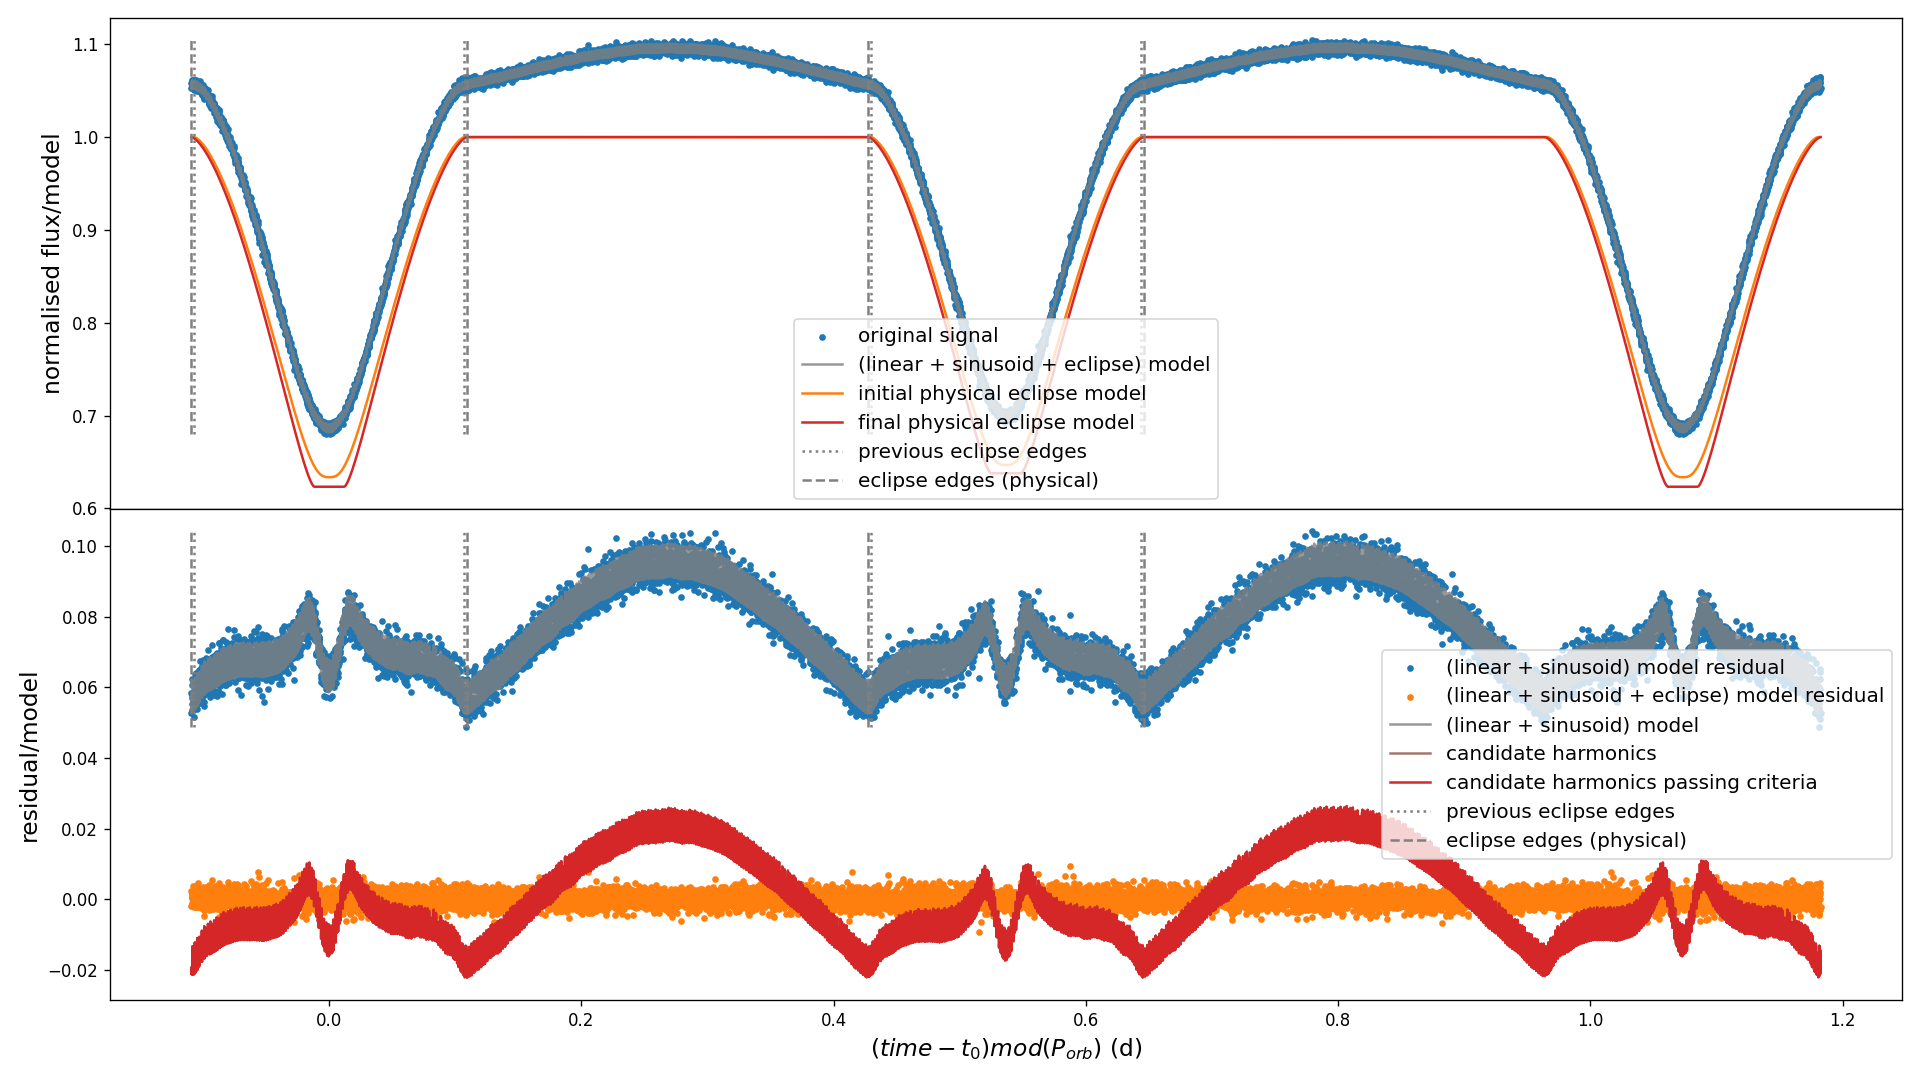 normalised flux/model
1.1
1.0
0.9
0.8
0.7
0.6
original signal
(linear + sinusoid + eclipse) model
initial physical eclipse model
final physical eclipse model
previous eclipse edges
eclipse edges (physical)
residual/model
0.10
0.08
0.06
0.04
0.02
0.00
−0.02
(linear + sinusoid) model residual
(linear + sinusoid + eclipse) model residual
(linear + sinusoid) model
candidate harmonics
candidate harmonics passing criteria
previous eclipse edges
eclipse edges (physical)
0.0 0.2 0.4 0.6 0.8 1.0 1.2
(time − t₀)mod(Pₒᵣb) (d)